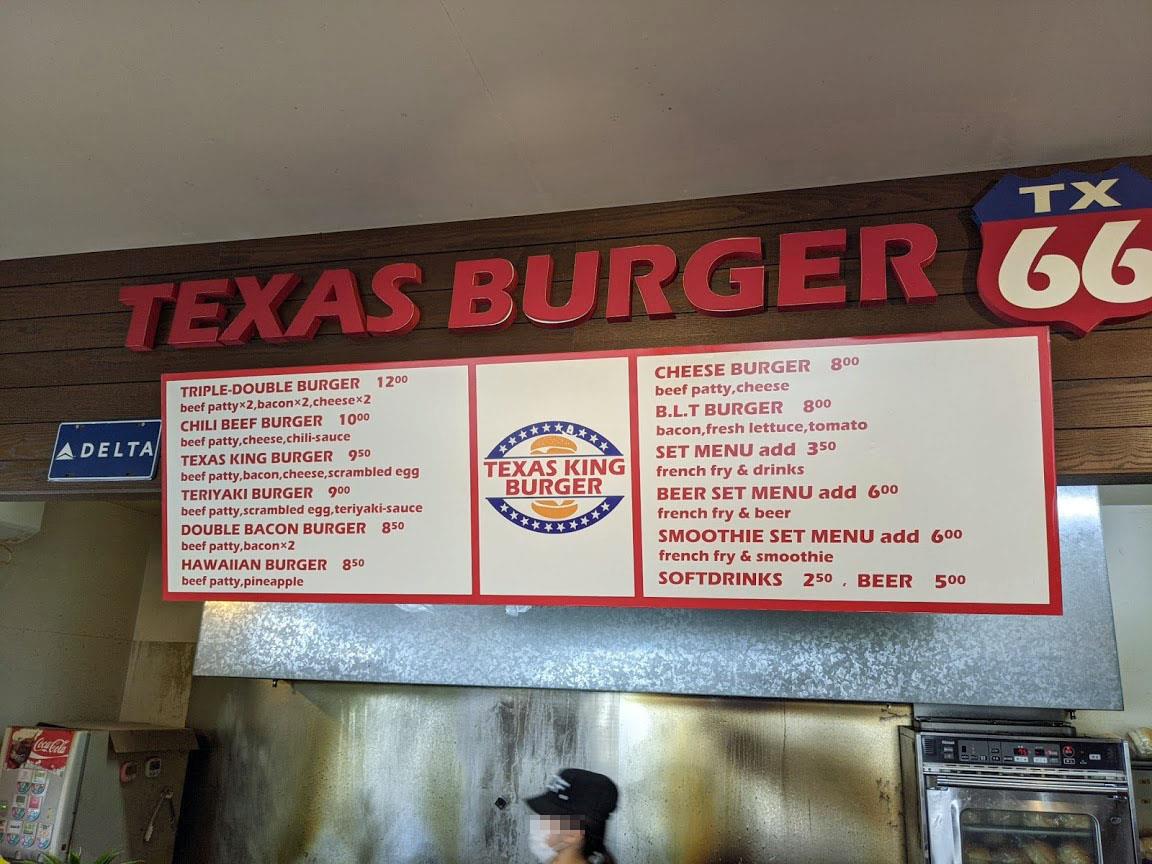 TEXAS BURGER
TX
66
DELTA
TRIPLE-DOUBLE BURGER 12⁰⁰
beef patty×2,bacon×2,cheese×2
CHILI BEEF BURGER 10⁰⁰
beef patty,cheese,chili-sauce
TEXAS KING BURGER 9⁵⁰
beef patty,bacon,cheese,scrambled egg
TERIYAKI BURGER 9⁰⁰
beef patty,scrambled egg,teriyaki-sauce
DOUBLE BACON BURGER 8⁵⁰
beef patty,bacon×2
HAWAIIAN BURGER 8⁵⁰
beef patty,pineapple
TEXAS KING
BURGER
CHEESE BURGER 8⁰⁰
beef patty,cheese
B.L.T BURGER 8⁰⁰
bacon,fresh lettuce,tomato
SET MENU add 3⁵⁰
french fry & drinks
BEER SET MENU add 6⁰⁰
french fry & beer
SMOOTHIE SET MENU add 6⁰⁰
french fry & smoothie
SOFTDRINKS 2⁵⁰ . BEER 5⁰⁰
Coca-Cola